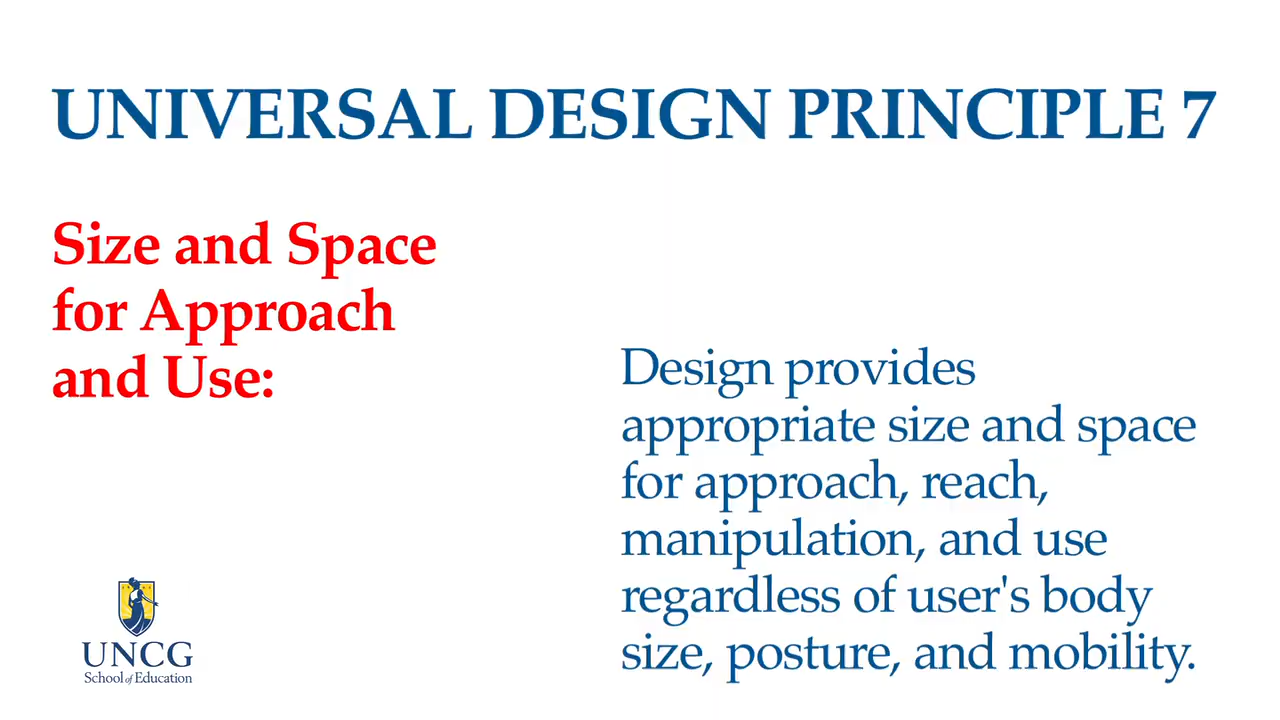 UNIVERSAL DESIGN PRINCIPLE 7
Size and Space
for Approach
and Use:
Design provides
appropriate size and space
for approach, reach,
manipulation, and use
regardless of user's body
size, posture, and mobility.
UNCG
School of Education